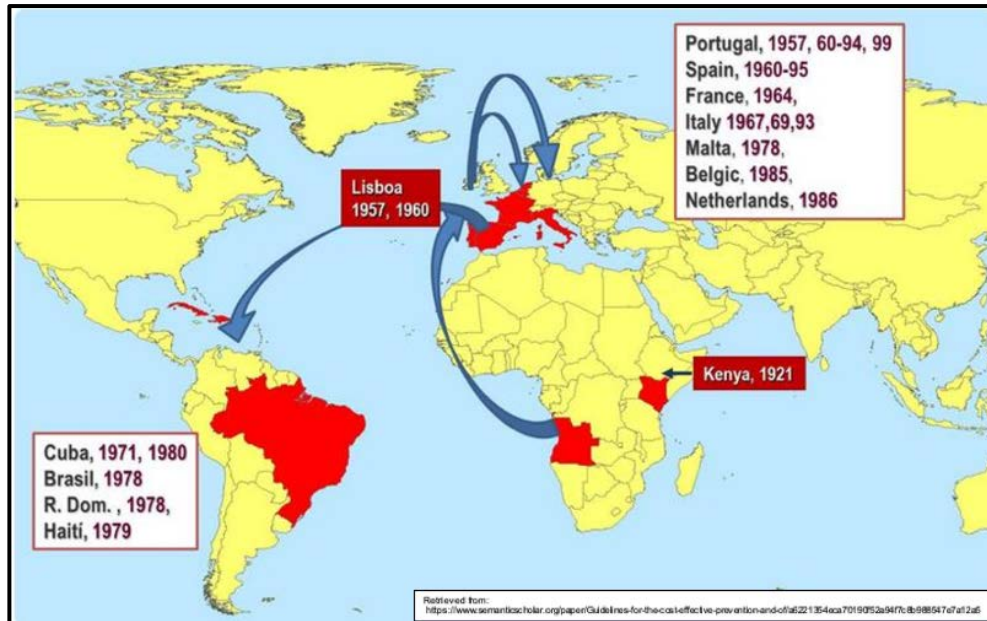 Portugal, 1957, 60-94, 99
Spain, 1960-95
France, 1964,
Italy 1967,69,93
Malta, 1978,
Belgic, 1985,
Netherlands, 1986
Lisboa
1957, 1960
Kenya, 1921
Cuba, 1971, 1980
Brasil, 1978
R. Dom. , 1978,
Haití, 1979
Retrieved from: